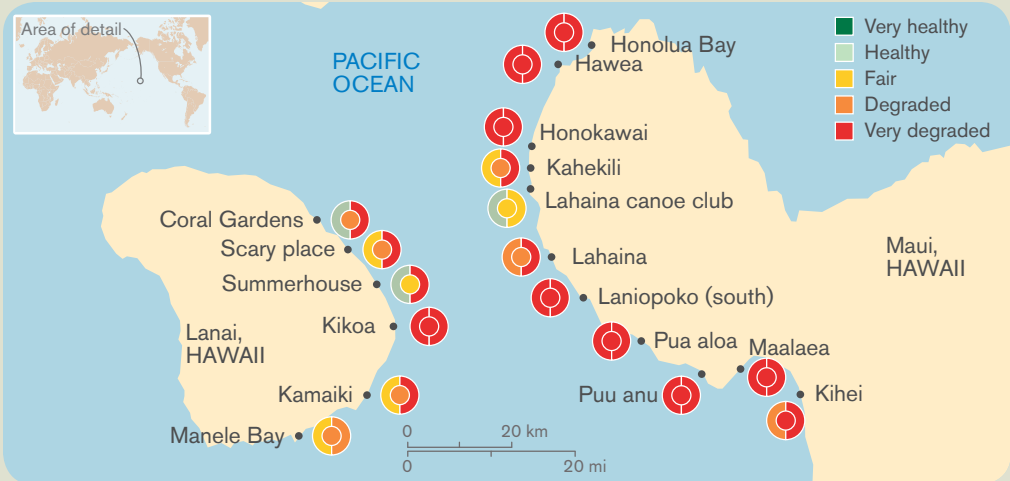 Area of detail
PACIFIC
OCEAN
Very healthy
Healthy
Fair
Degraded
Very degraded
Honolua Bay
Hawea
Honokawai
Kahekili
Lahaina canoe club
Lahaina
Laniopoko (south)
Pua aloa
Maalaea
Puu anu
Kihei
Maui,
HAWAII
Coral Gardens
Scary place
Summerhouse
Kikoa
Lanai,
HAWAII
Kamaiki
Manele Bay
0 20 km
0 20 mi